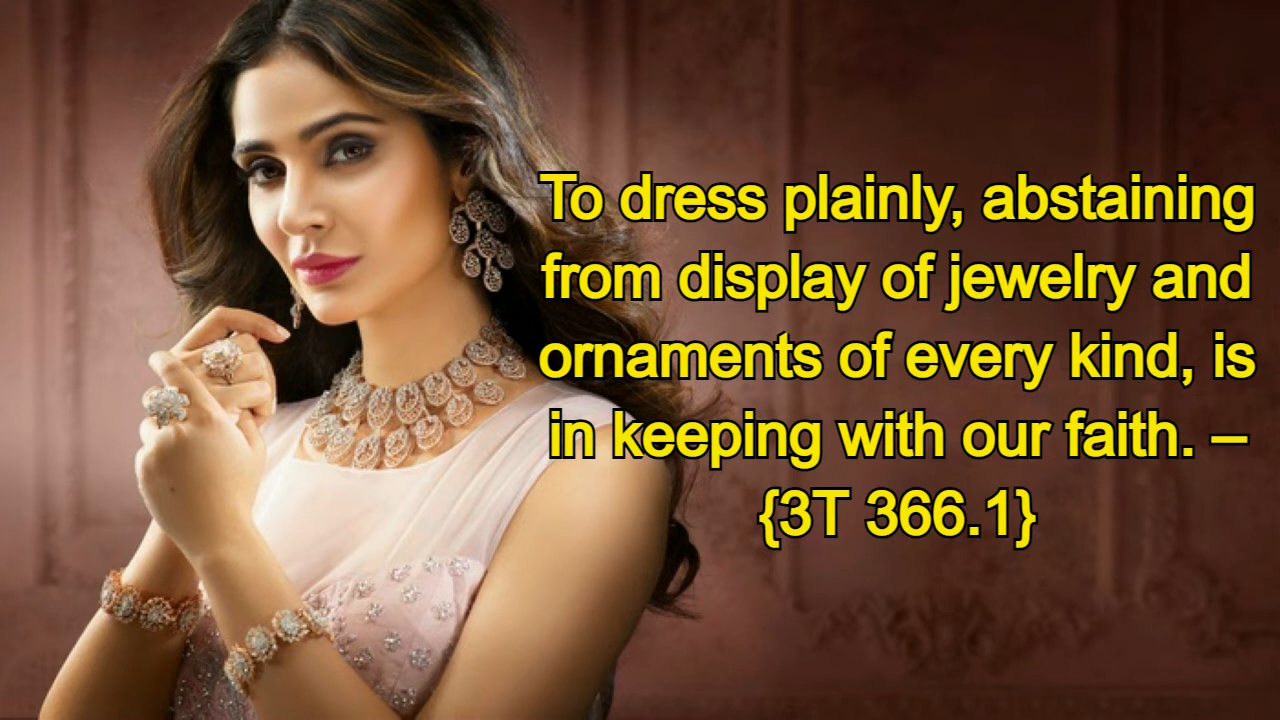 To dress plainly, abstaining
from display of jewelry and
ornaments of every kind, is
in keeping with our faith. –
{3T 366.1}